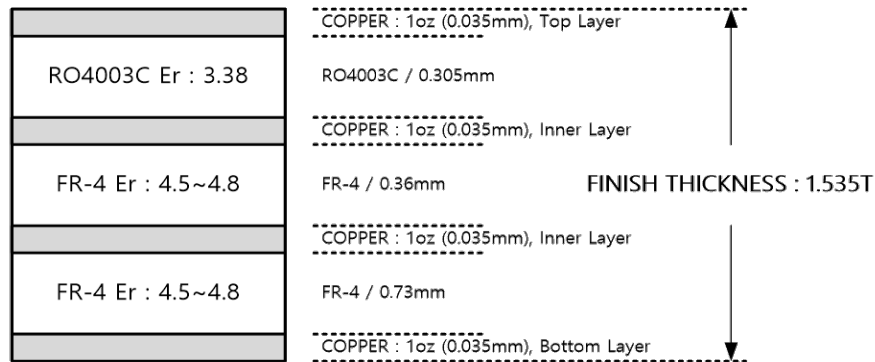 COPPER : 1oz (0.035mm), Top Layer
RO4003C Er : 3.38
RO4003C / 0.305mm
COPPER : 1oz (0.035mm), Inner Layer
FR-4 Er : 4.5~4.8
FR-4 / 0.36mm
FINISH THICKNESS : 1.535T
COPPER : 1oz (0.035mm), Inner Layer
FR-4 Er : 4.5~4.8
FR-4 / 0.73mm
COPPER : 1oz (0.035mm), Bottom Layer